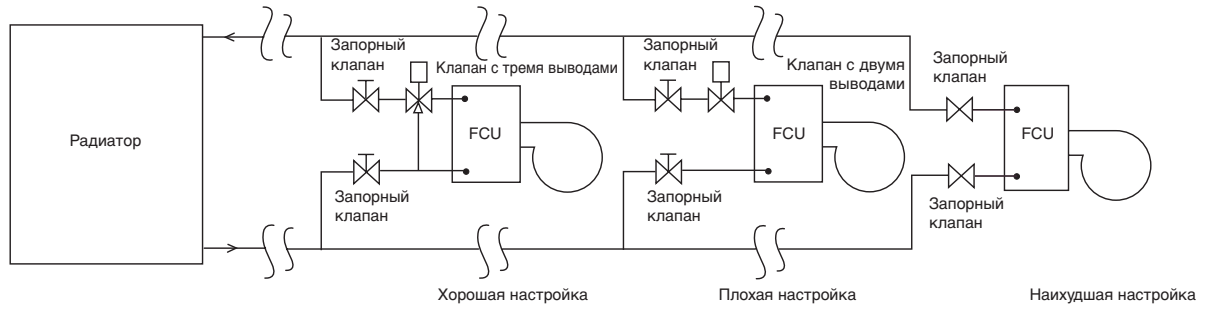 Радиатор
Запорный
клапан
Клапан с тремя выводами
FCU
Запорный
клапан
Запорный
клапан
Клапан с двумя
выводами
FCU
Запорный
клапан
Запорный
клапан
FCU
Запорный
клапан
Хорошая настройка
Плохая настройка
Наихудшая настройка